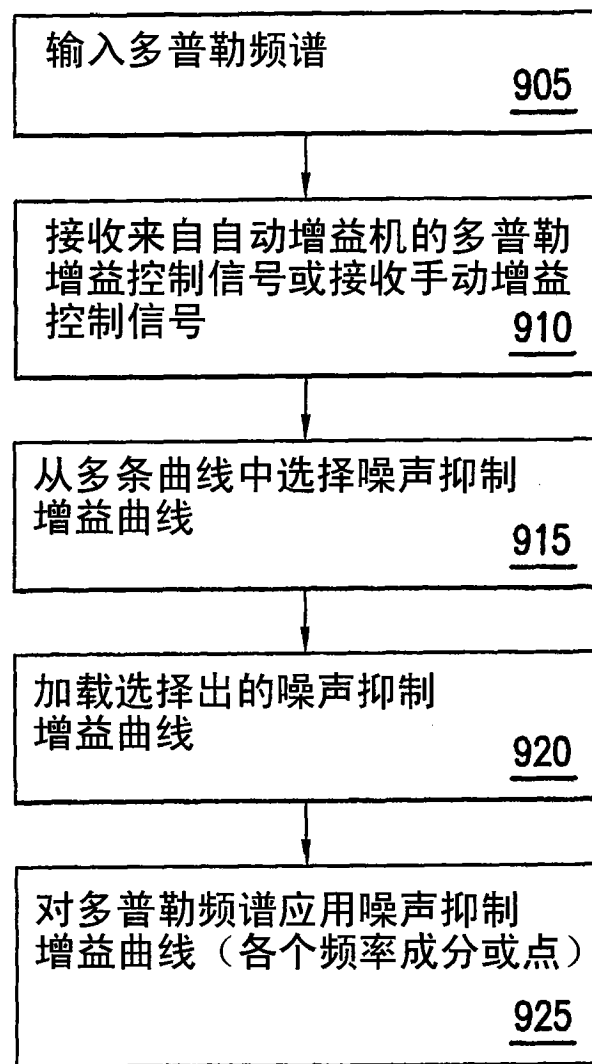 输入多普勒频谱
905
接收来自自动增益机的多普勒
增益控制信号或接收手动增益
控制信号
910
从多条曲线中选择噪声抑制
增益曲线
915
加载选择出的噪声抑制
增益曲线
920
对多普勒频谱应用噪声抑制
增益曲线（各个频率成分或点）
925